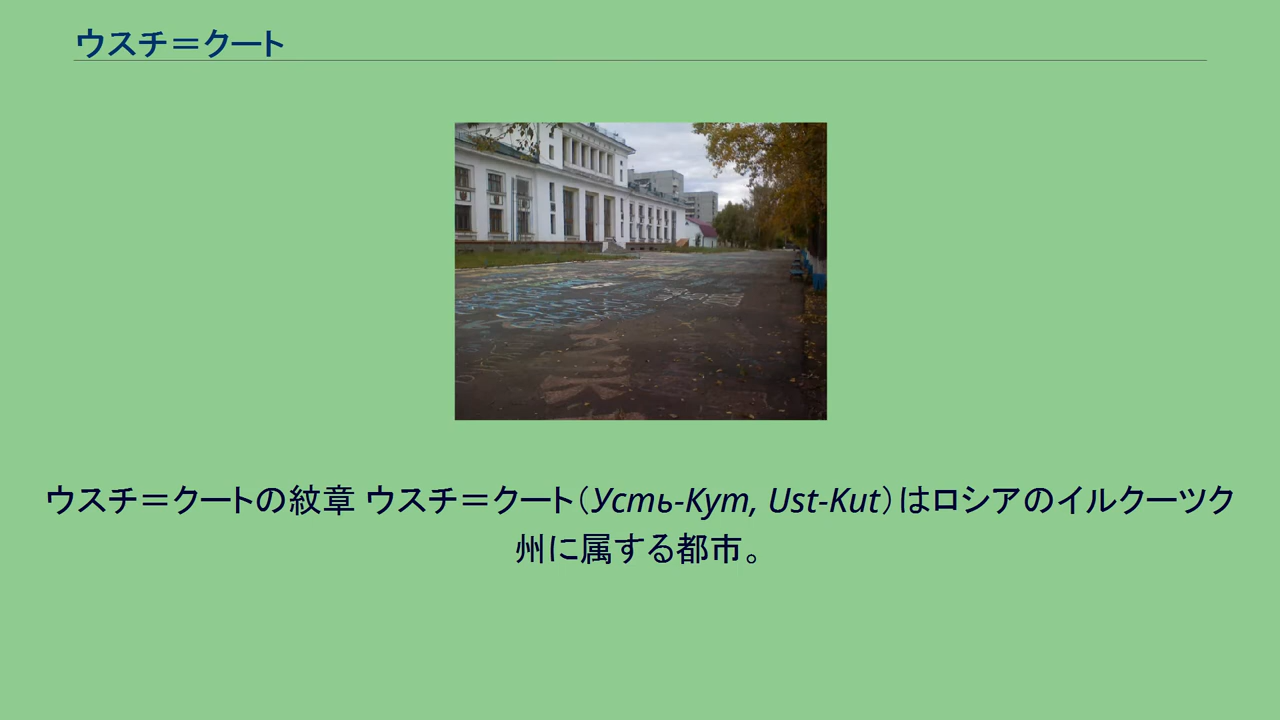 ウスチ＝クート
ウスチ＝クートの紋章 ウスチ＝クート（Усть-Кут, Ust-Kut）はロシアのイルクーツク
州に属する都市。